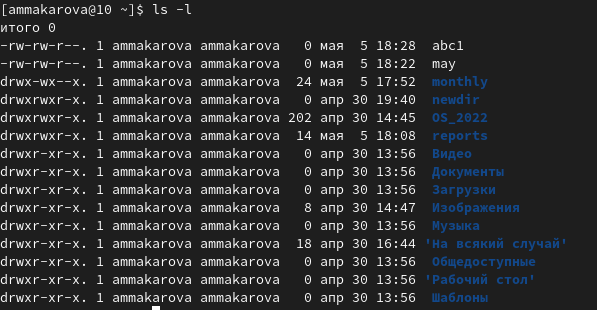 [ammakarova@10 ~]$ ls -l
итого 0
-rw-rw-r--. 1 ammakarova ammakarova   0 мая  5 18:28  abc1
-rw-rw-r--. 1 ammakarova ammakarova   0 мая  5 18:22  may
drwx-wx--x. 1 ammakarova ammakarova  24 мая  5 17:52  monthly
drwxrwxr-x. 1 ammakarova ammakarova   0 апр 30 19:40  newdir
drwxrwxr-x. 1 ammakarova ammakarova 202 апр 30 14:45  OS_2022
drwxrwxr-x. 1 ammakarova ammakarova  14 мая  5 18:08  reports
drwxr-xr-x. 1 ammakarova ammakarova   0 апр 30 13:56  Видео
drwxr-xr-x. 1 ammakarova ammakarova   0 апр 30 13:56  Документы
drwxr-xr-x. 1 ammakarova ammakarova   0 апр 30 13:56  Загрузки
drwxr-xr-x. 1 ammakarova ammakarova   8 апр 30 14:47  Изображения
drwxr-xr-x. 1 ammakarova ammakarova   0 апр 30 13:56  Музыка
drwxr-xr-x. 1 ammakarova ammakarova  18 апр 30 16:44 'На всякий случай'
drwxr-xr-x. 1 ammakarova ammakarova   0 апр 30 13:56  Общедоступные
drwxr-xr-x. 1 ammakarova ammakarova   0 апр 30 13:56 'Рабочий стол'
drwxr-xr-x. 1 ammakarova ammakarova   0 апр 30 13:56  Шаблоны